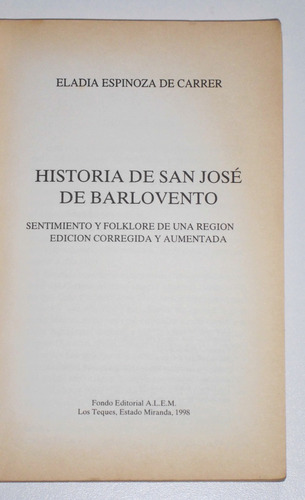 ELADIA ESPINOZA DE CARRER
HISTORIA DE SAN JOSÉ
DE BARLOVENTO
SENTIMIENTO Y FOLKLORE DE UNA REGION
EDICION CORREGIDA Y AUMENTADA
Fondo Editorial A.L.E.M.
Los Teques, Estado Miranda, 1998